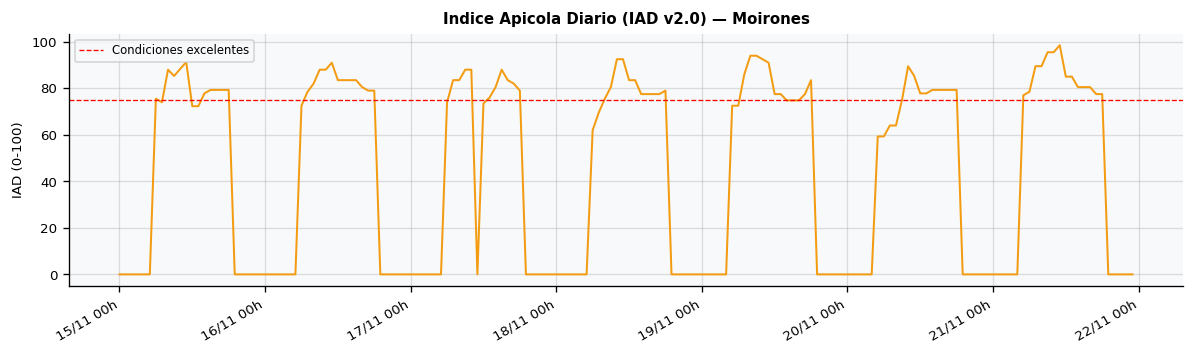 Indice Apicola Diario (IAD v2.0) — Moirones
Condiciones excelentes
IAD (0-100)
100
80
60
40
20
0
15/11 00h
16/11 00h
17/11 00h
18/11 00h
19/11 00h
20/11 00h
21/11 00h
22/11 00h